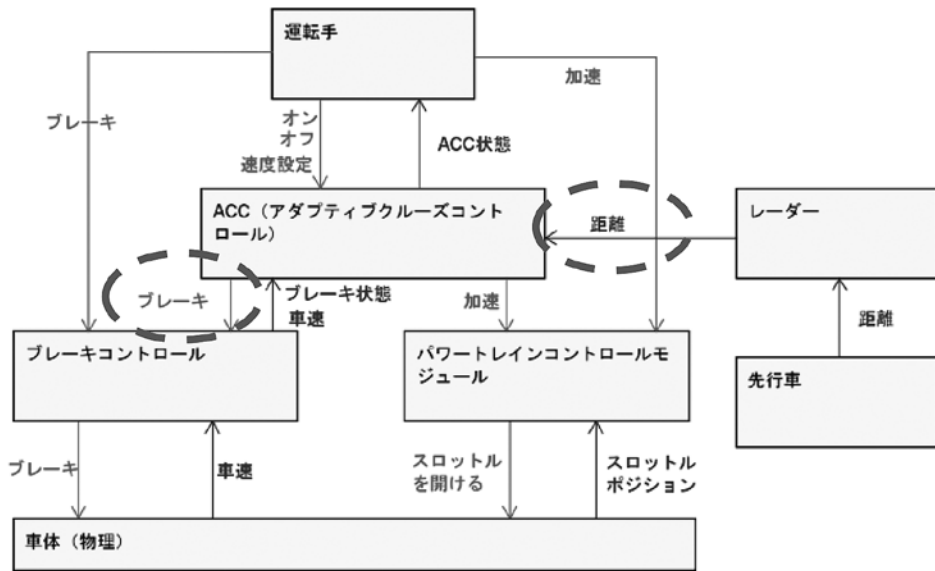 運転手
加速
ブレーキ
オン
オフ
速度設定
ACC状態
ACC（アダプティブクルーズコント
ロール）
距離
レーダー
ブレーキ
ブレーキ状態
車速
加速
距離
ブレーキコントロール
パワートレインコントロールモ
ジュール
先行車
ブレーキ
車速
スロットル
を開ける
スロットル
ポジション
車体（物理）